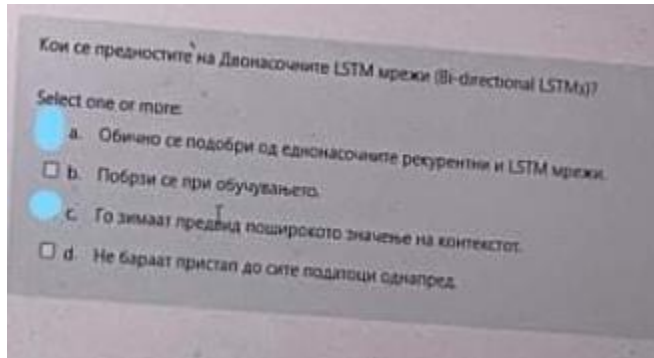 Кои се предностите на Двонасочните LSTM мрежи (Bi-directional LSTMs)?
Select one or more:
a. Обично се подобри од еднонасочните рекурентни и LSTM мрежи.
b. Побрзи се при обучувањето.
c. Го зимаат предвид поширокото значење на контекстот.
d. Не бараат пристап до сите податоци однапред.